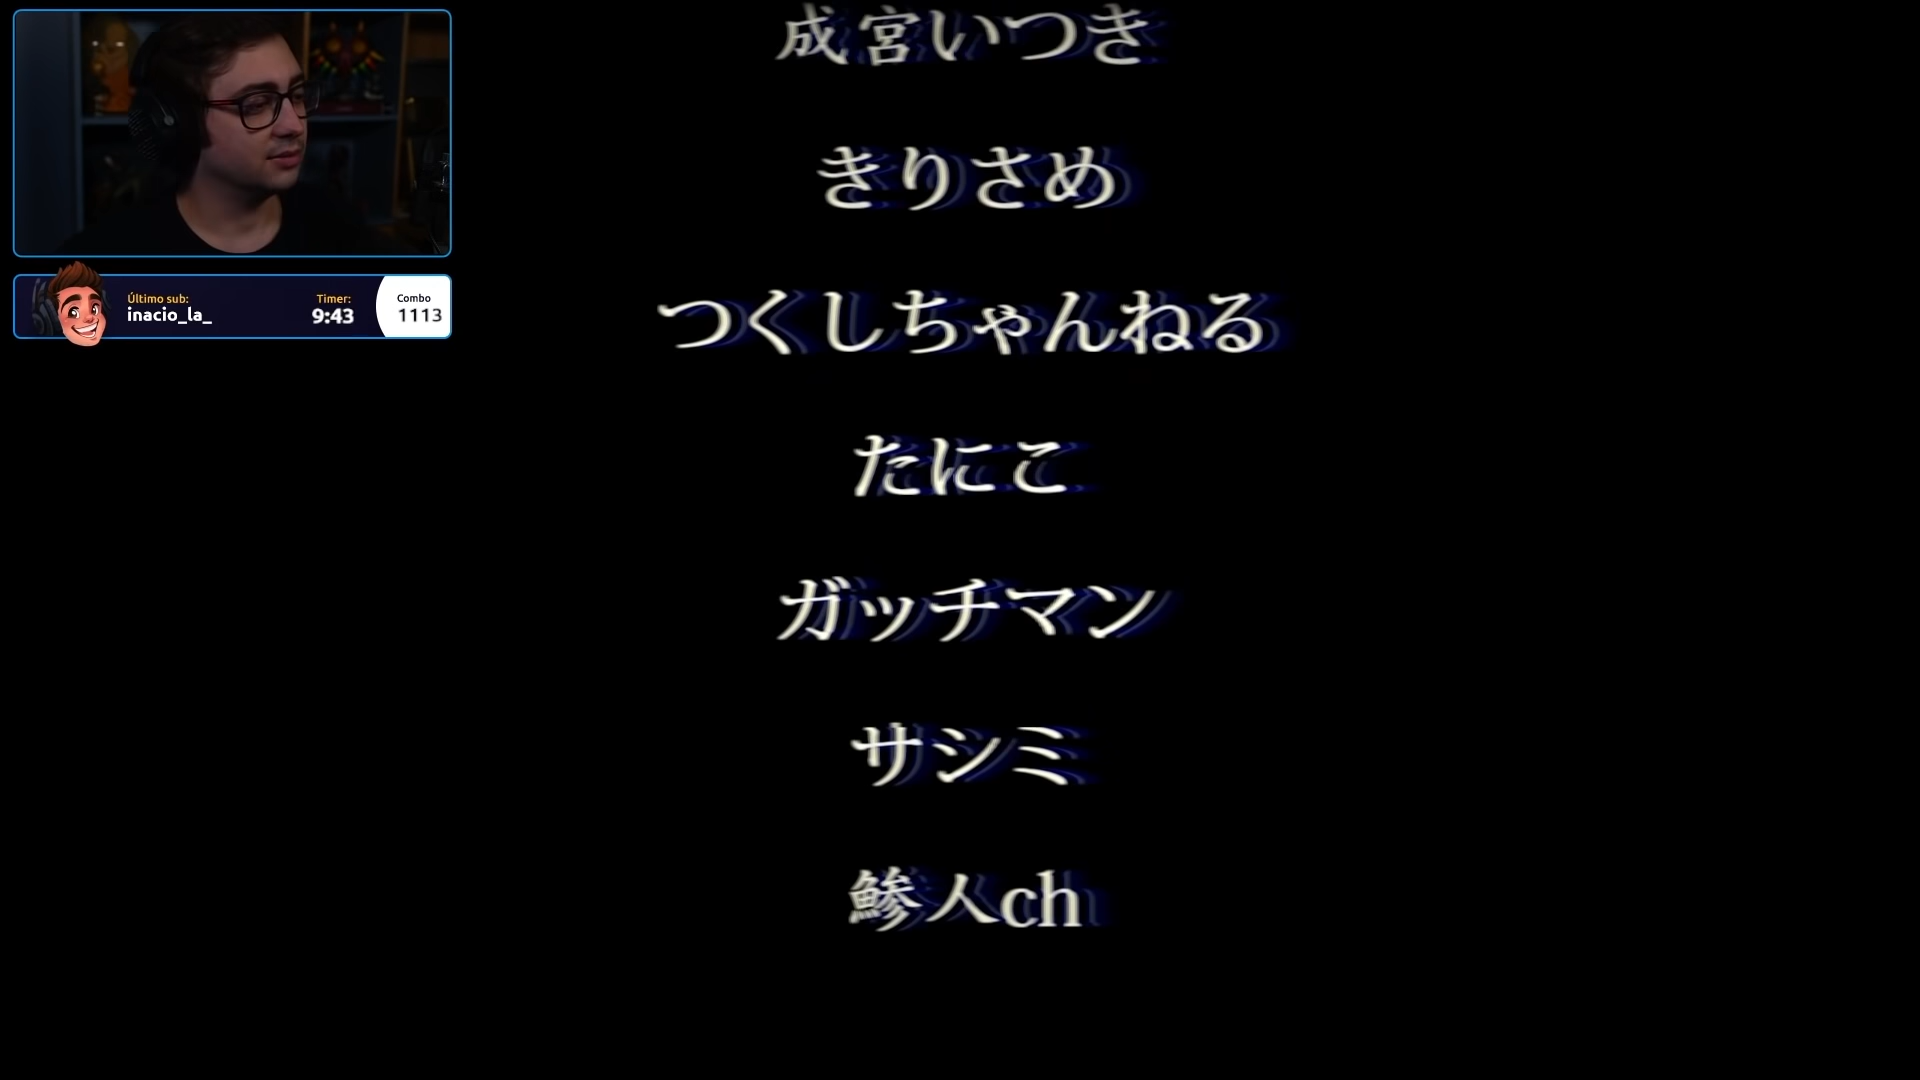 成宮いつき
きりさめ
つくしちゃんねる
たにこ
ガッチマン
サシミ
鯵人ch
Último sub:
inacio_la_
Timer:
9:43
Combo
1113